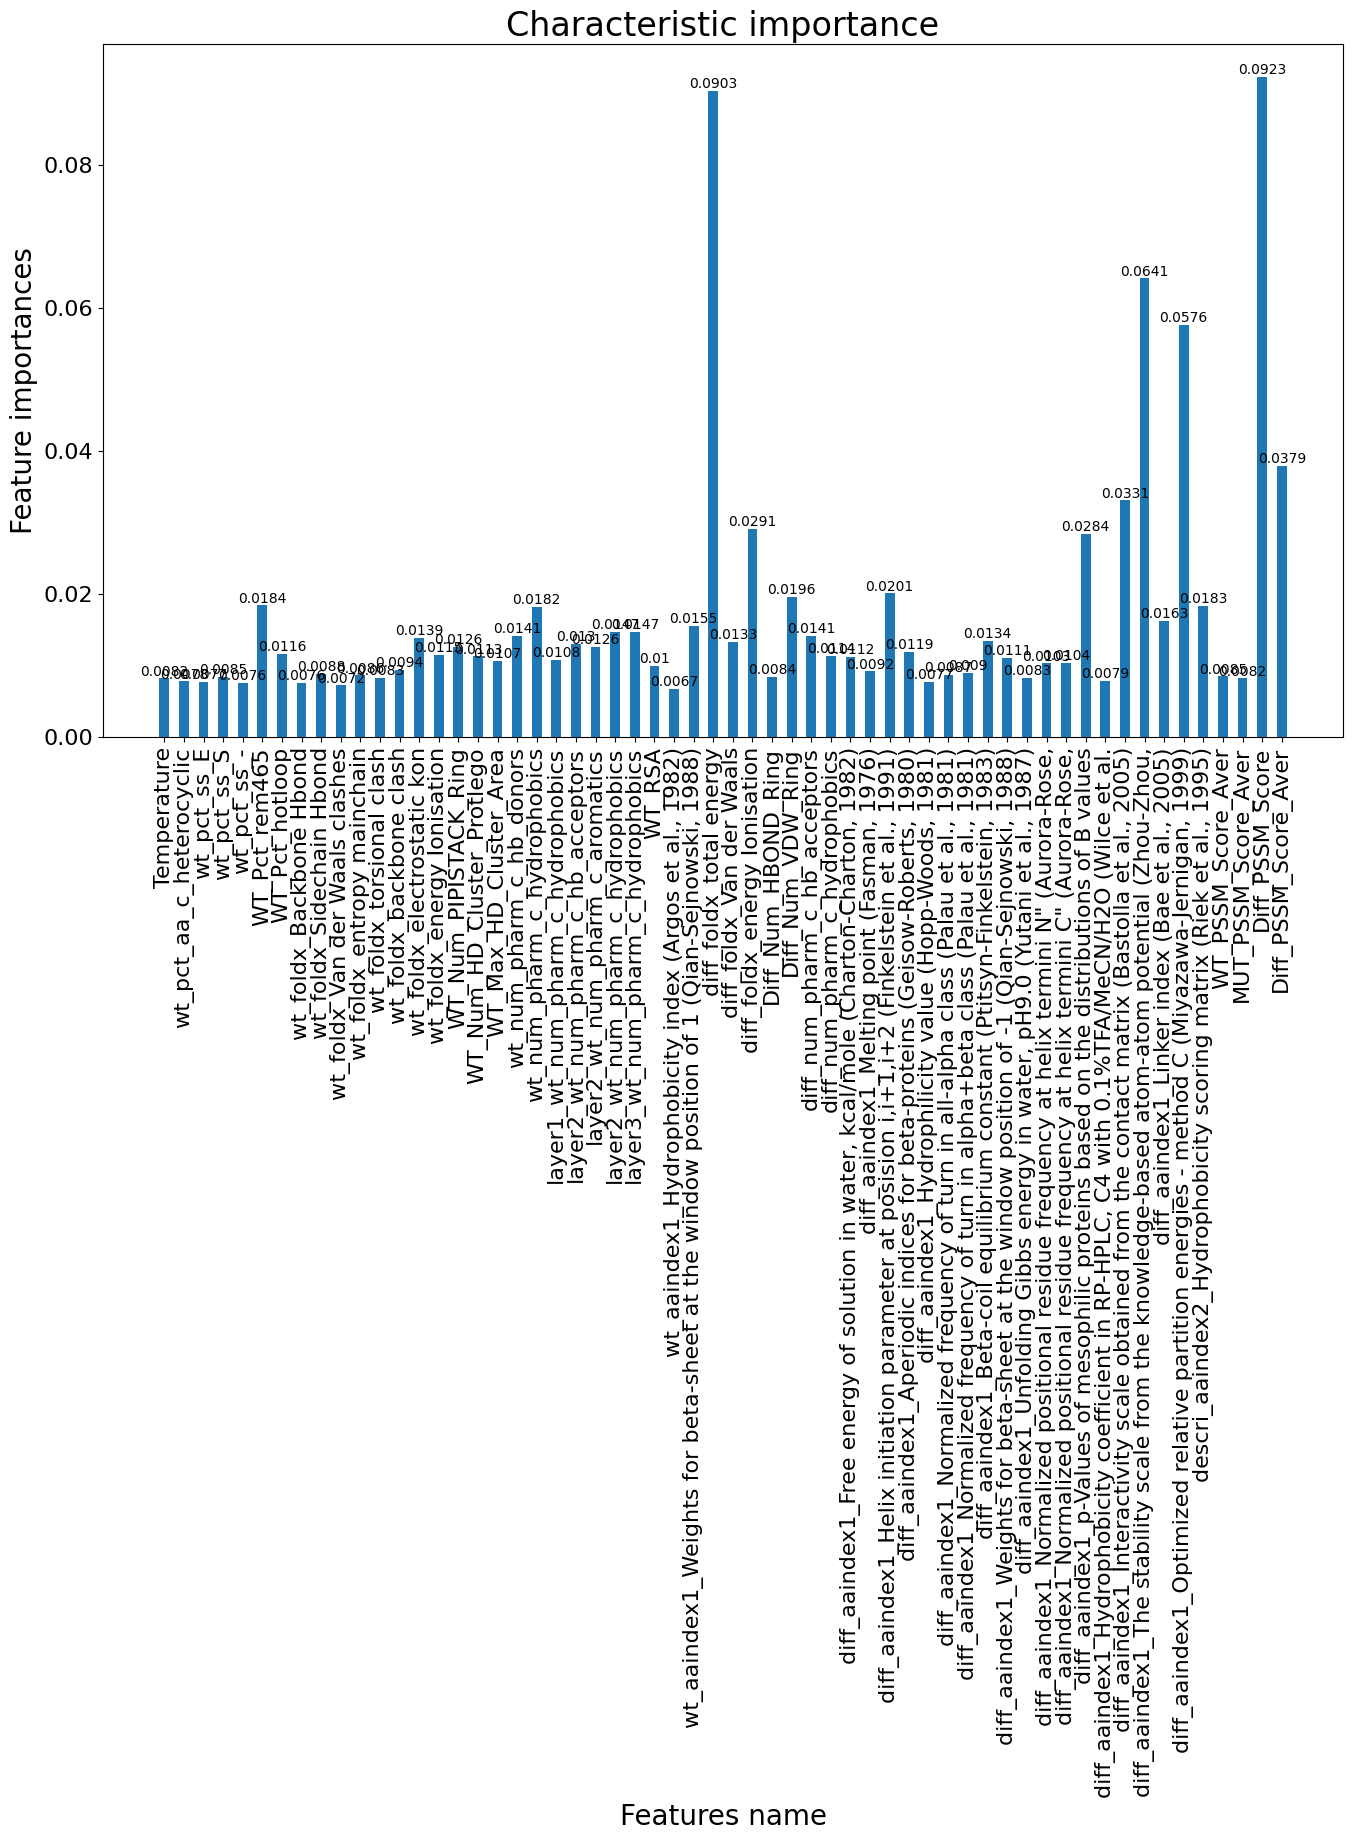 Characteristic importance
Feature importances
0.08
0.06
0.04
0.02
0.00
0.0082
0.0085
0.0076
0.0184
0.0116
0.0076
0.0072
0.0083
0.0094
0.0139
0.0126
0.0113
0.0107
0.0141
0.0182
0.0108
0.013
0.0126
0.0147
0.0147
0.01
0.0067
0.0155
0.0903
0.0133
0.0291
0.0084
0.0196
0.0141
0.0112
0.0092
0.0201
0.0119
0.0077
0.0087
0.009
0.0134
0.0111
0.0083
0.0103
0.0104
0.0284
0.0079
0.0331
0.0641
0.0163
0.0576
0.0183
0.0085
0.0082
0.0923
0.0379
Temperature
wt_pct_aa_c_heterocyclic
wt_pct_ss_E
wt_pct_ss_S
wt_pct_ss_-
WT_Pct_rem465
WT_Pct_hotloop
wt_foldx_Backbone Hbond
wt_foldx_Sidechain Hbond
wt_foldx_Van der Waals clashes
wt_foldx_entropy mainchain
wt_foldx_torsional clash
wt_foldx_backbone clash
wt_foldx_electrostatic kon
wt_foldx_energy Ionisation
WT_Num_PIPISTACK_Ring
WT_Num_HD_Cluster_Protlego
WT_Max_HD_Cluster_Area
wt_num_pharm_c_hb_donors
wt_num_pharm_c_hydrophobics
layer1_wt_num_pharm_c_hydrophobics
layer2_wt_num_pharm_c_hb_acceptors
layer2_wt_num_pharm_c_aromatics
layer2_wt_num_pharm_c_hydrophobics
layer3_wt_num_pharm_c_hydrophobics
WT_RSA
wt_aaindex1_Hydrophobicity index (Argos et al., 1982)
wt_aaindex1_Weights for beta-sheet at the window position of 1 (Qian-Sejnowski, 1988)
diff_foldx_total energy
diff_foldx_Van der Waals
diff_foldx_energy Ionisation
Diff_Num_HBOND_Ring
Diff_Num_VDW_Ring
diff_num_pharm_c_hb_acceptors
diff_num_pharm_c_hydrophobics
diff_aaindex1_Free energy of solution in water, kcal/mole (Charton-Charton, 1982)
diff_aaindex1_Melting point (Fasman, 1976)
diff_aaindex1_Helix initiation parameter at posision i,i+1,i+2 (Finkelstein et al., 1991)
diff_aaindex1_Aperiodic indices for beta-proteins (Geisow-Roberts, 1980)
diff_aaindex1_Hydrophilicity value (Hopp-Woods, 1981)
diff_aaindex1_Normalized frequency of turn in all-alpha class (Palau et al., 1981)
diff_aaindex1_Normalized frequency of turn in alpha+beta class (Palau et al., 1981)
diff_aaindex1_Beta-coil equilibrium constant (Ptitsyn-Finkelstein, 1983)
diff_aaindex1_Weights for beta-sheet at the window position of -1 (Qian-Sejnowski, 1988)
diff_aaindex1_Unfolding Gibbs energy in water, pH9.0 (Yutani et al., 1987)
diff_aaindex1_Normalized positional residue frequency at helix termini N" (Aurora-Rose,
diff_aaindex1_Normalized positional residue frequency at helix termini C" (Aurora-Rose,
diff_aaindex1_p-Values of mesophilic proteins based on the distributions of B values
diff_aaindex1_Hydrophobicity coefficient in RP-HPLC, C4 with 0.1%TFA/MeCN/H2O (Wilce et al.
diff_aaindex1_Interactivity scale obtained from the contact matrix (Bastolla et al., 2005)
diff_aaindex1_The stability scale from the knowledge-based atom-atom potential (Zhou-Zhou,
diff_aaindex1_Linker index (Bae et al., 2005)
diff_aaindex1_Optimized relative partition energies - method C (Miyazawa-Jernigan, 1999)
descri_aaindex2_Hydrophobicity scoring matrix (Riek et al., 1995)
WT_PSSM_Score_Aver
MUT_PSSM_Score_Aver
Diff_PSSM_Score
Diff_PSSM_Score_Aver
Features name